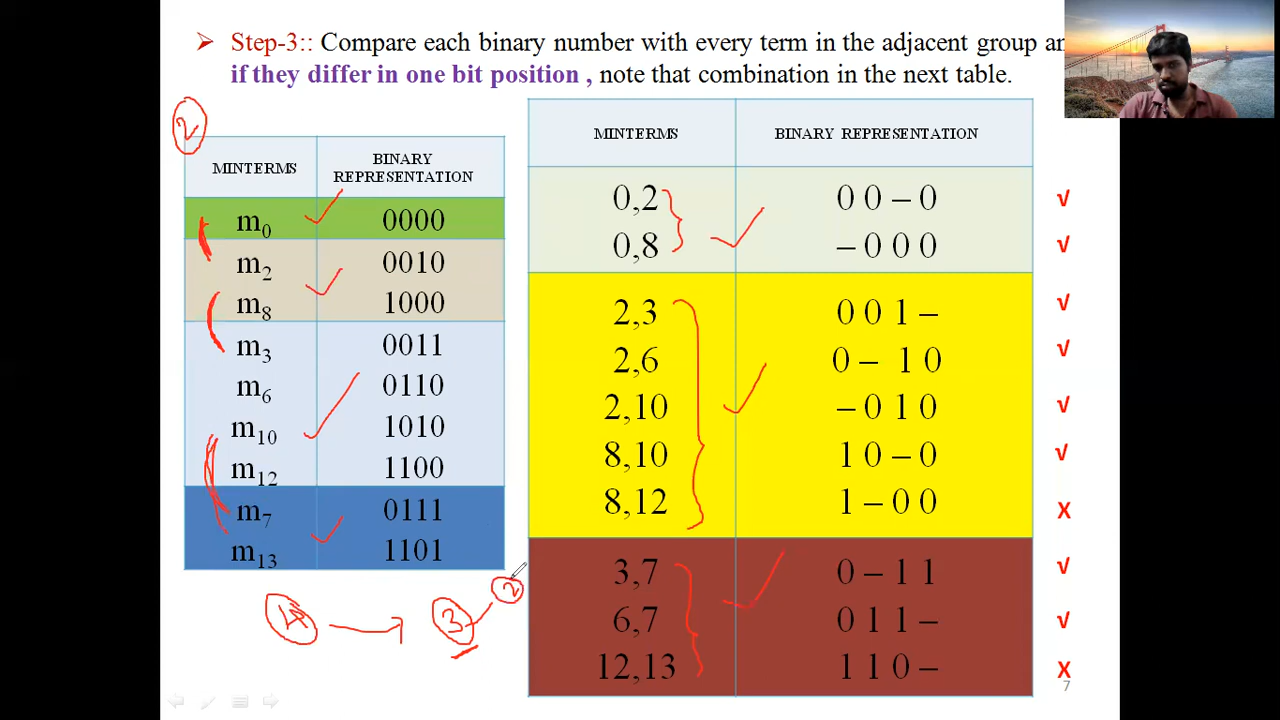 ➢ Step-3:: Compare each binary number with every term in the adjacent group an
if they differ in one bit position , note that combination in the next table.
2
MINTERMS BINARY REPRESENTATION
m0 0000
m2 0010
m8 1000
m3 0011
m6 0110
m10 1010
m12 1100
m7 0111
m13 1101
MINTERMS BINARY REPRESENTATION
0,2 0 0 – 0 √
0,8 – 0 0 0 √
2,3 0 0 1 – √
2,6 0 – 1 0 √
2,10 – 0 1 0 √
8,10 1 0 – 0 √
8,12 1 – 0 0 X
3,7 0 – 1 1 √
6,7 0 1 1 – √
12,13 1 1 0 – X
3 2
7